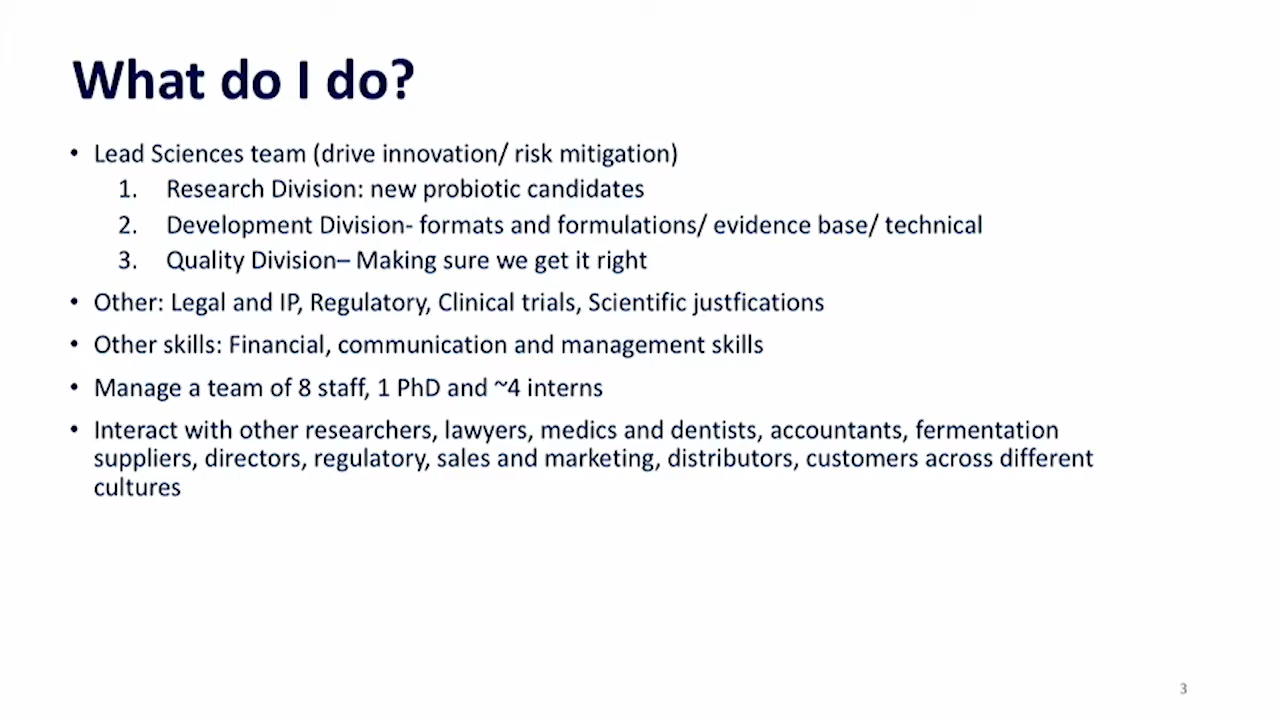 What do I do?
• Lead Sciences team (drive innovation/ risk mitigation)
1. Research Division: new probiotic candidates
2. Development Division- formats and formulations/ evidence base/ technical
3. Quality Division– Making sure we get it right
• Other: Legal and IP, Regulatory, Clinical trials, Scientific justfications
• Other skills: Financial, communication and management skills
• Manage a team of 8 staff, 1 PhD and ~4 interns
• Interact with other researchers, lawyers, medics and dentists, accountants, fermentation
suppliers, directors, regulatory, sales and marketing, distributors, customers across different
cultures
3